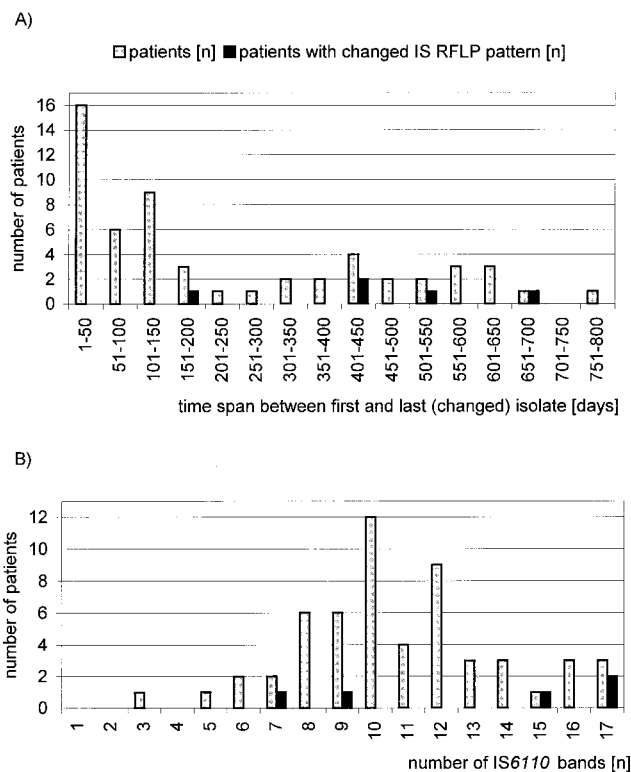 A)
patients [n] patients with changed IS RFLP pattern [n]
number of patients
16
14
12
10
8
6
4
2
0
1-50 51-100 101-150 151-200 201-250 251-300 301-350 351-400 401-450 451-500 501-550 551-600 601-650 651-700 701-750 751-800
time span between first and last (changed) isolate [days]
B)
number of patients
12
10
8
6
4
2
0
1 2 3 4 5 6 7 8 9 10 11 12 13 14 15 16 17
number of IS6110 bands [n]